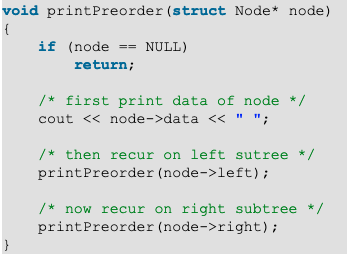 void printPreorder(struct Node* node)
{
    if (node == NULL)
        return;
    /* first print data of node */
    cout << node->data << " ";
    /* then recur on left sutree */
    printPreorder(node->left);
    /* now recur on right subtree */
    printPreorder(node->right);
}